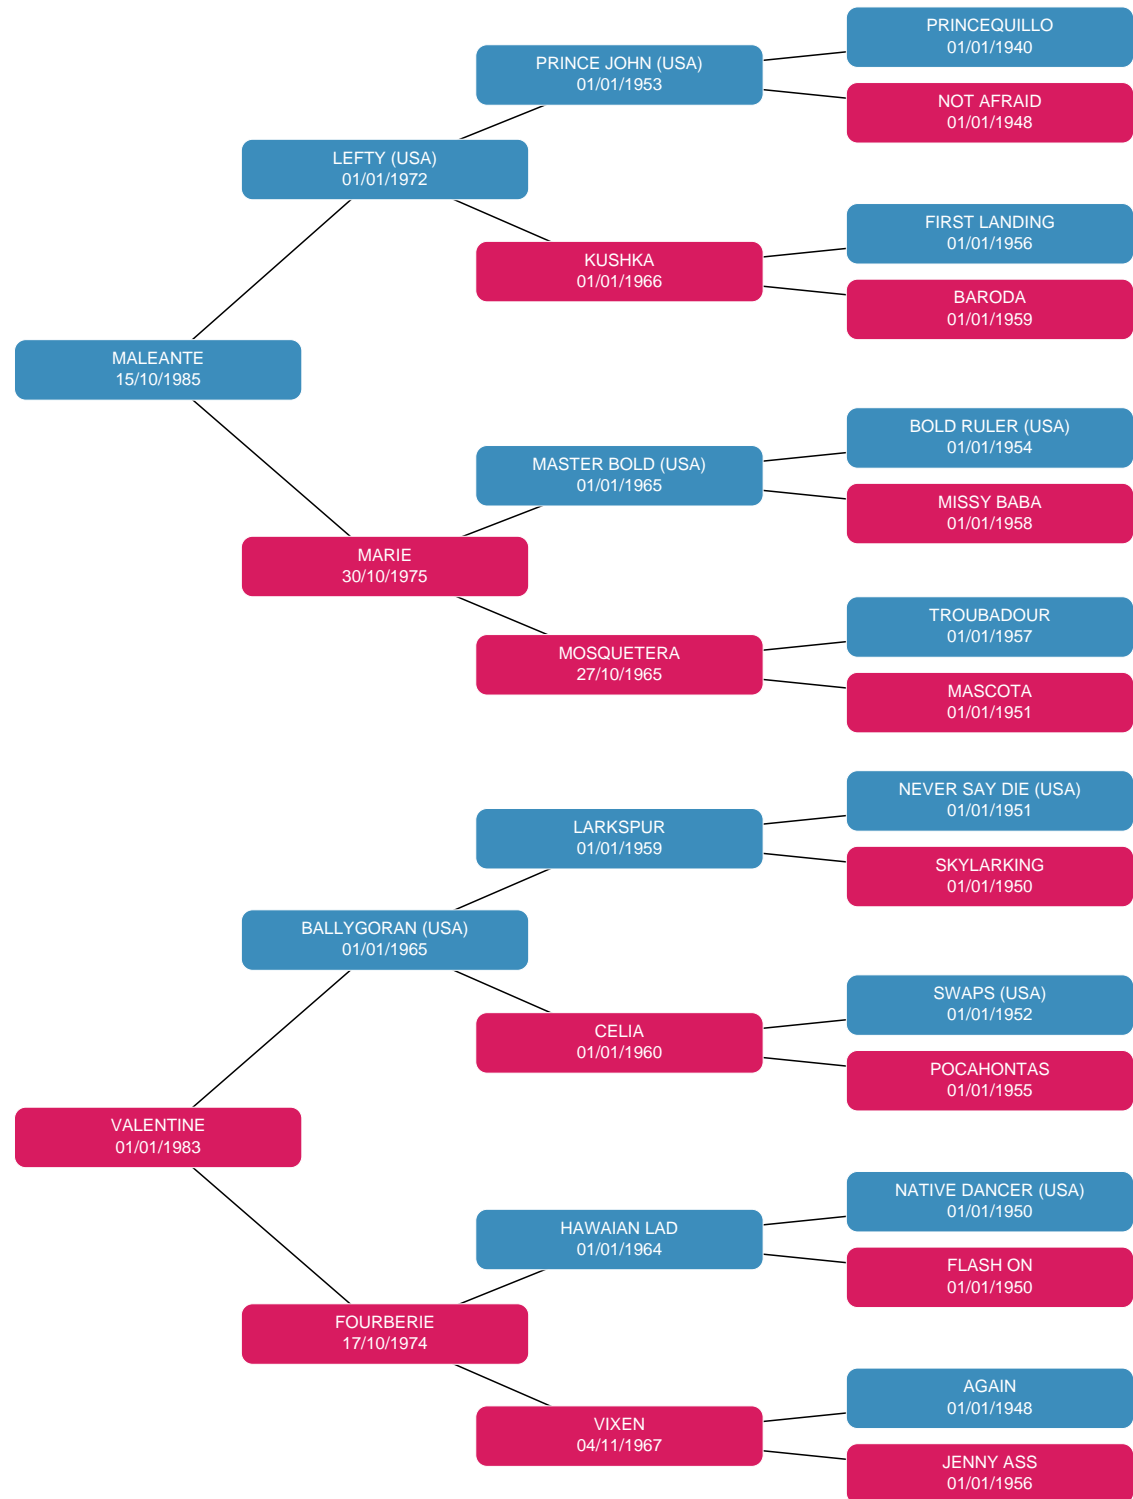 PRINCEQUILLO
01/01/1940
PRINCE JOHN (USA)
01/01/1953
NOT AFRAID
01/01/1948
LEFTY (USA)
01/01/1972
FIRST LANDING
01/01/1956
KUSHKA
01/01/1966
BARODA
01/01/1959
MALEANTE
15/10/1985
BOLD RULER (USA)
01/01/1954
MASTER BOLD (USA)
01/01/1965
MISSY BABA
01/01/1958
MARIE
30/10/1975
TROUBADOUR
01/01/1957
MOSQUETERA
27/10/1965
MASCOTA
01/01/1951
NEVER SAY DIE (USA)
01/01/1951
LARKSPUR
01/01/1959
SKYLARKING
01/01/1950
BALLYGORAN (USA)
01/01/1965
SWAPS (USA)
01/01/1952
CELIA
01/01/1960
POCAHONTAS
01/01/1955
VALENTINE
01/01/1983
NATIVE DANCER (USA)
01/01/1950
HAWAIAN LAD
01/01/1964
FLASH ON
01/01/1950
FOURBERIE
17/10/1974
AGAIN
01/01/1948
VIXEN
04/11/1967
JENNY ASS
01/01/1956